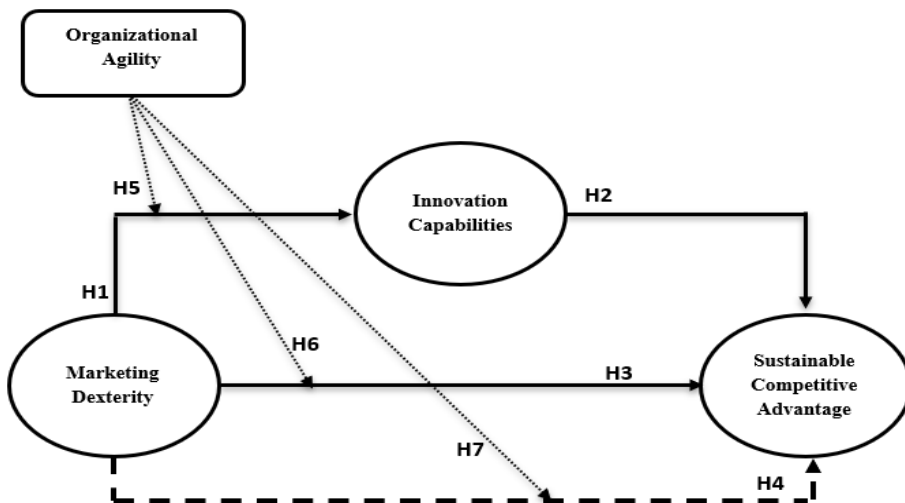 Organizational
Agility
H5
Innovation
Capabilities
H2
H1
H6
Marketing
Dexterity
H3
Sustainable
Competitive
Advantage
H7
H4